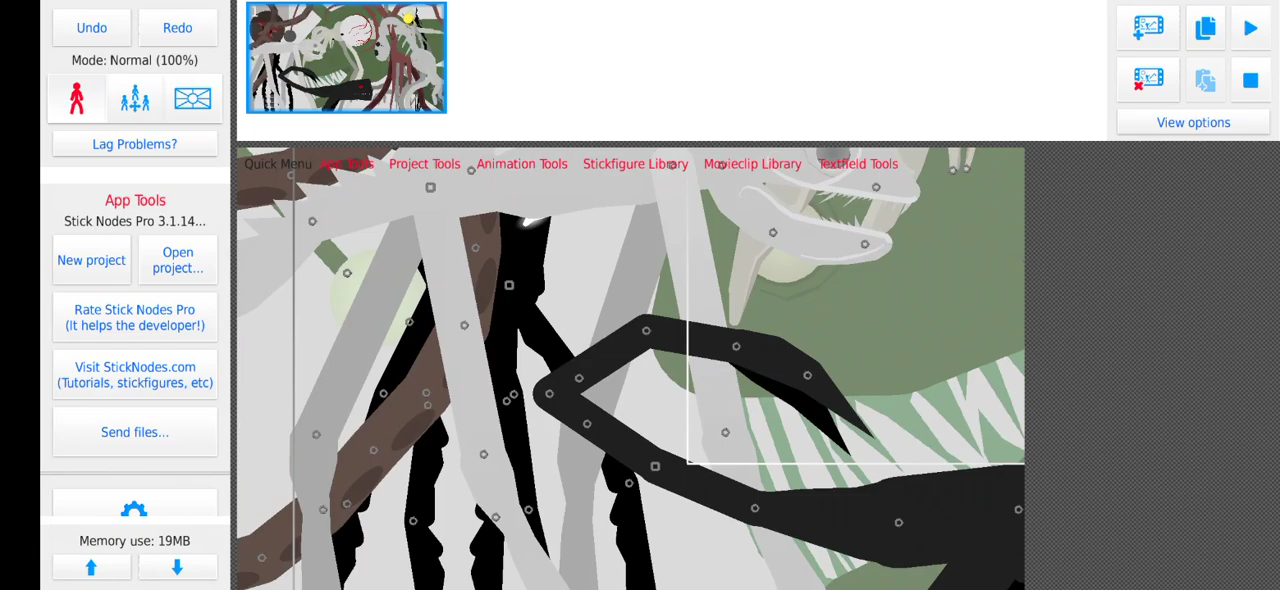 Undo
Redo
Mode: Normal (100%)
Lag Problems?
App Tools
Stick Nodes Pro 3.1.14...
New project
Open
project...
Rate Stick Nodes Pro
(It helps the developer!)
Visit StickNodes.com
(Tutorials, stickfigures, etc)
Send files...
Memory use: 19MB
1
View options
Quick Menu App Tools Project Tools Animation Tools Stickfigure Library Movieclip Library Textfield Tools